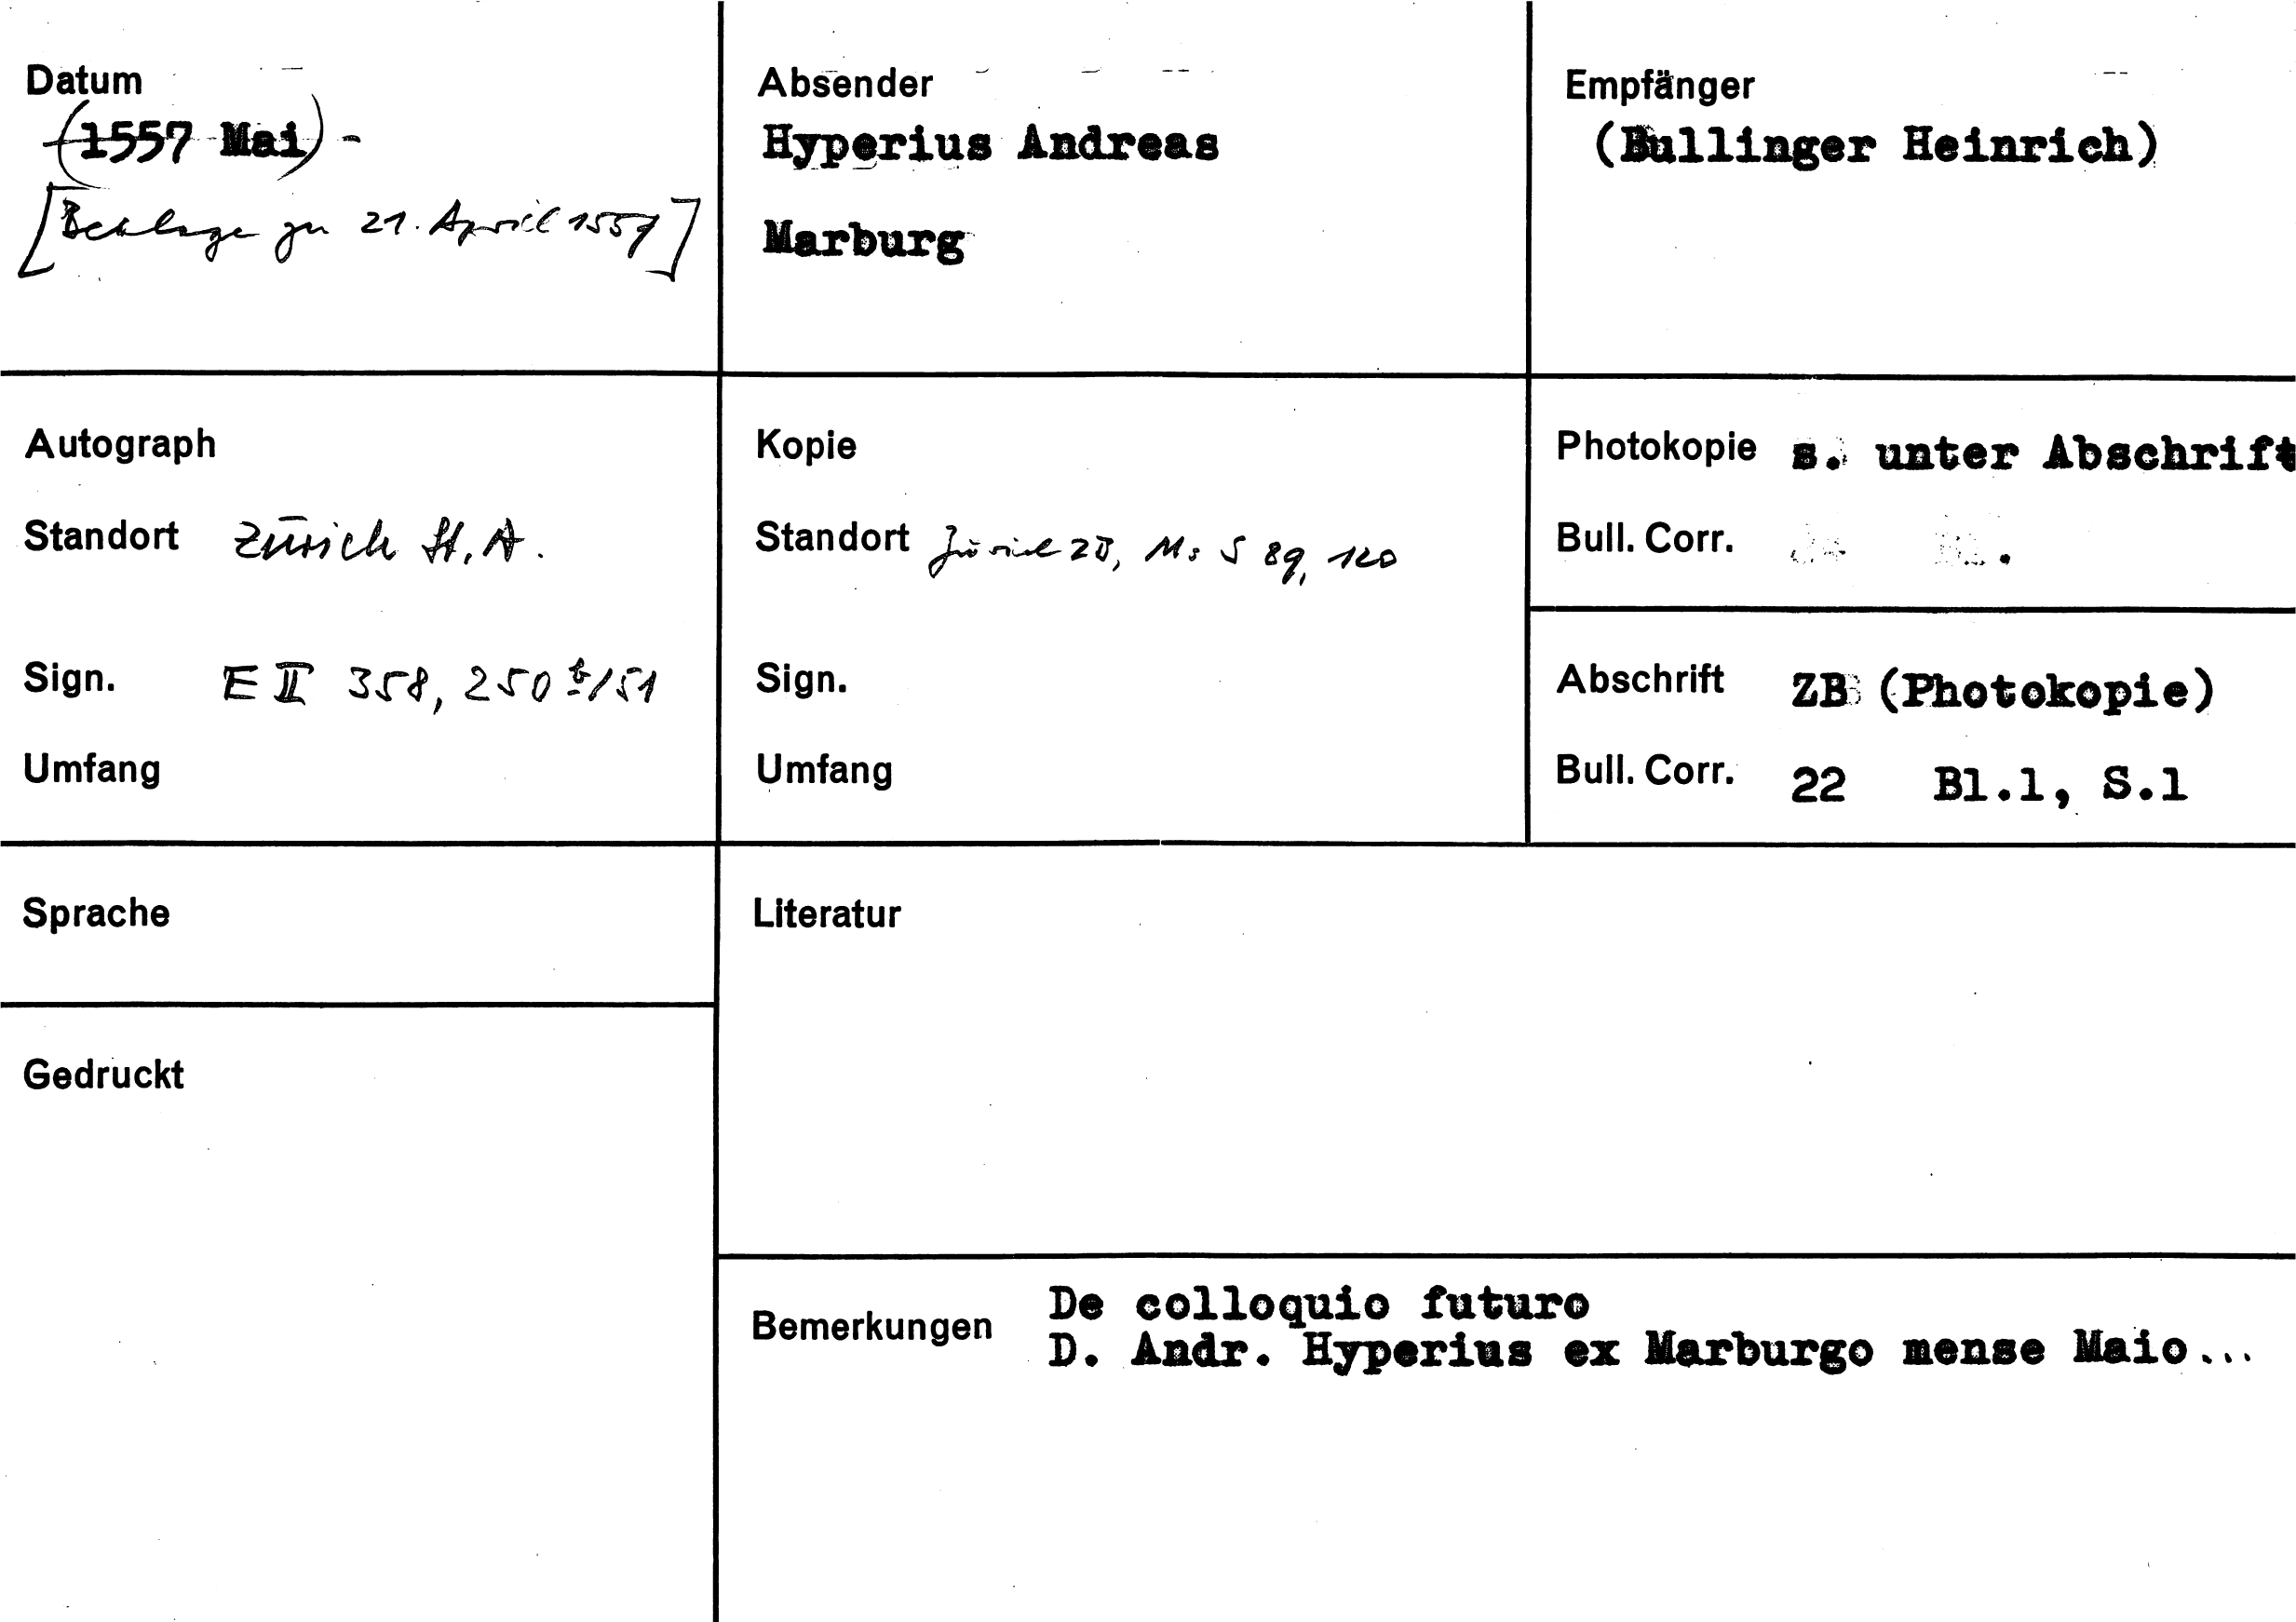 Datum
(1557 Mai) -
[Beilage zu 21. April 1557]
Absender
Hyperius Andreas
Marburg
Empfänger
(Bullinger Heinrich)
Autograph
Standort Zürich St. A.
Sign. E II 358, 250 /51
Umfang
Kopie
Standort Zürich ZB, Ms S 89, 120
Sign.
Umfang
Photokopie s. unter Abschrift
Bull. Corr.
Abschrift ZB (Photokopie)
Bull. Corr. 22 Bl.1, S.1
Sprache
Literatur
Gedruckt
Bemerkungen De colloquio futuro
D. Andr. Hyperius ex Marburgo mense Maio...